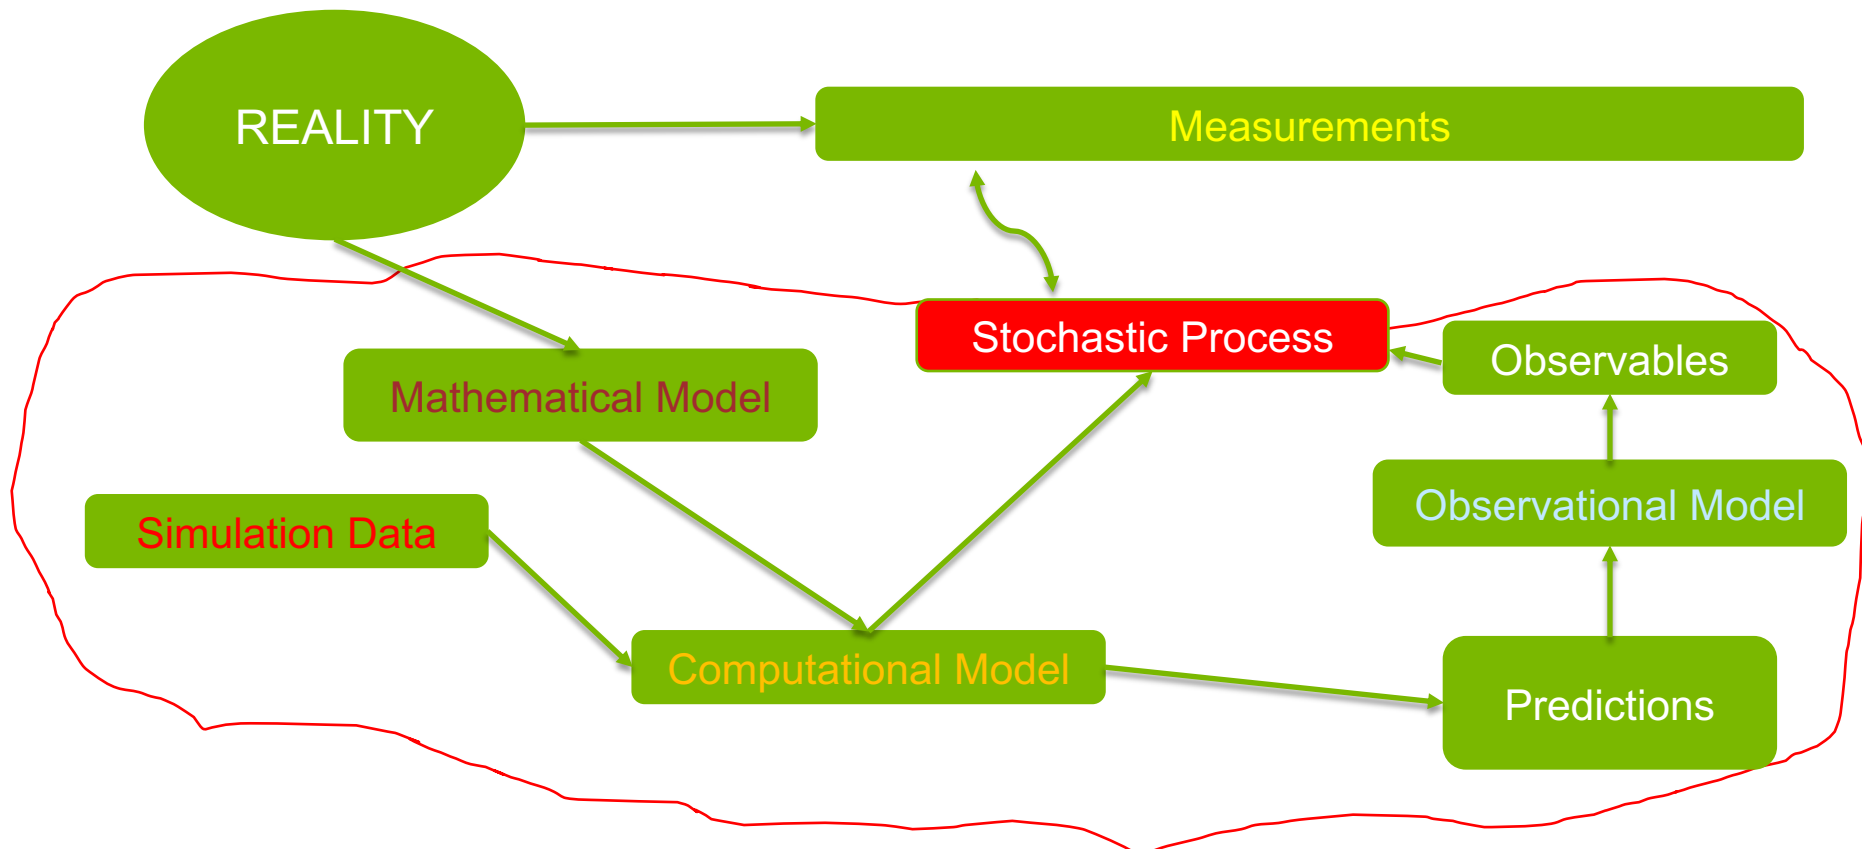 REALITY
Measurements
Stochastic Process
Observables
Mathematical Model
Observational Model
Simulation Data
Computational Model
Predictions